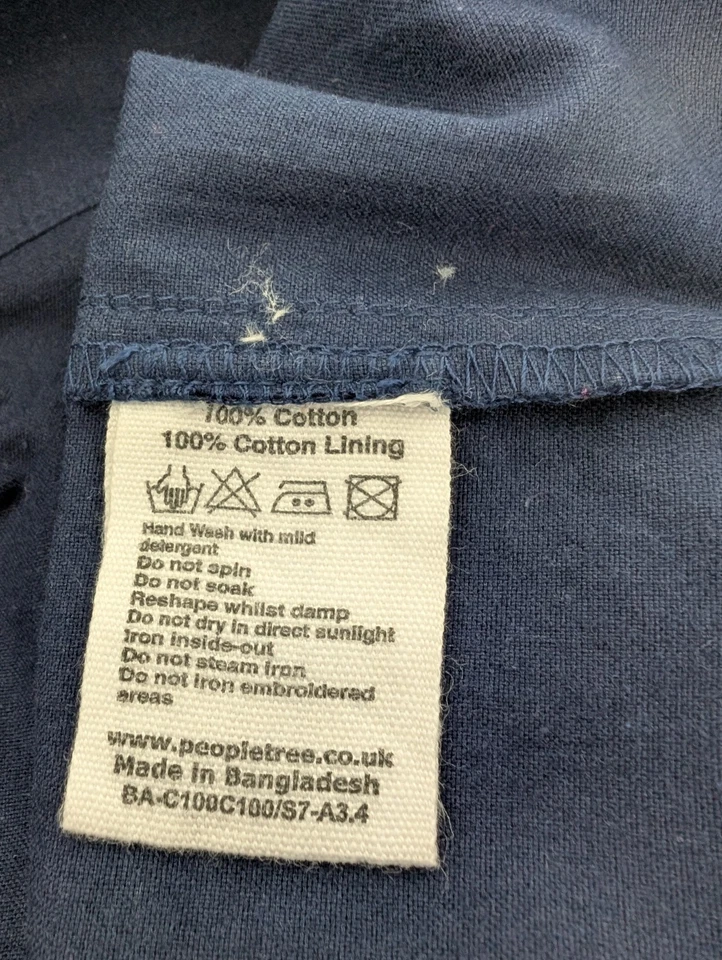 100% Cotton
100% Cotton Lining
Hand Wash with mild
detergent
Do not spin
Do not soak
Reshape whilst damp
Do not dry in direct sunlight
Iron inside-out
Do not steam iron
Do not iron embroidered
areas
www.peopletree.co.uk
Made in Bangladesh
BA-C100C100/S7-A3.4